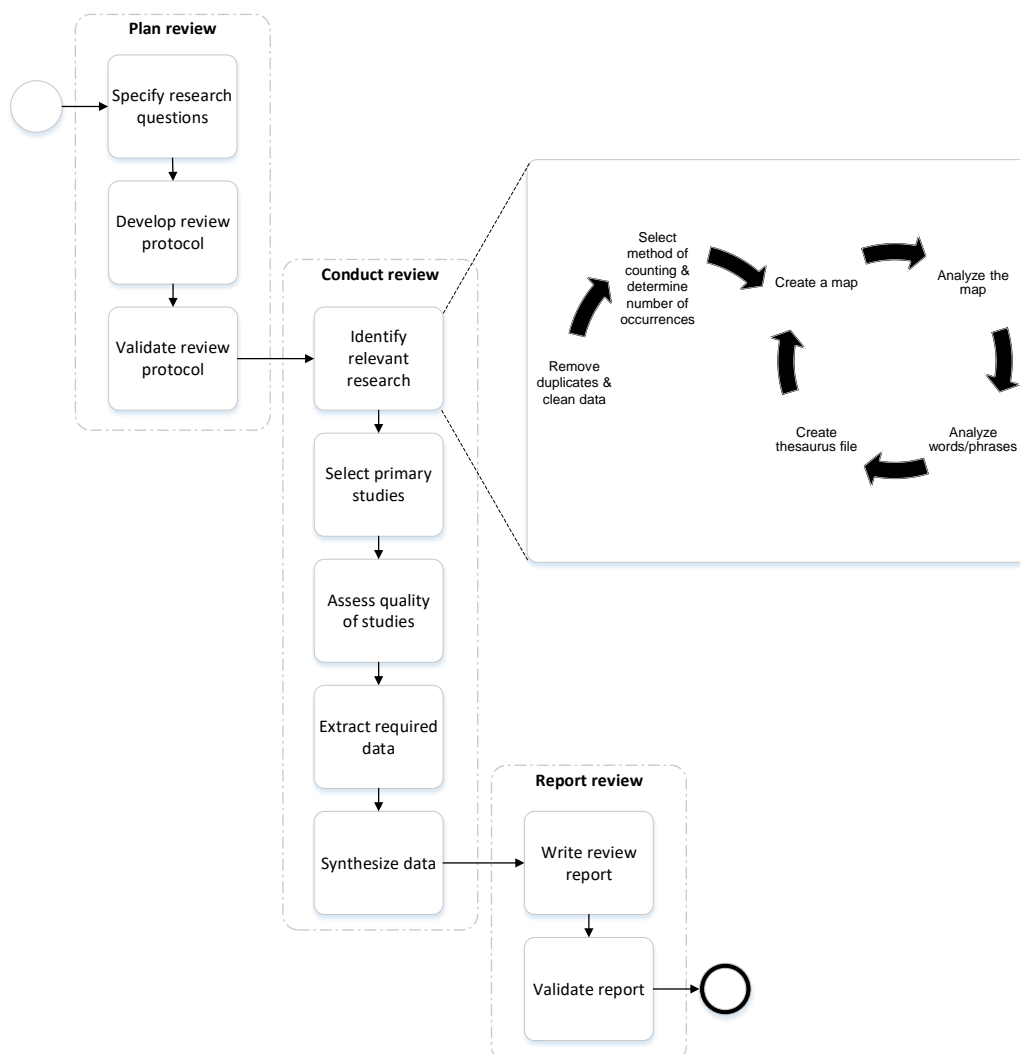 Plan review
Specify research
questions
Develop review
protocol
Validate review
protocol
Conduct review
Identify
relevant
research
Select primary
studies
Assess quality
of studies
Extract required
data
Synthesize data
Remove
duplicates &
clean data
Select
method of
counting &
determine
number of
occurrences
Create a map
Analyze the
map
Analyze
words/phrases
Create
thesaurus file
Report review
Write review
report
Validate report